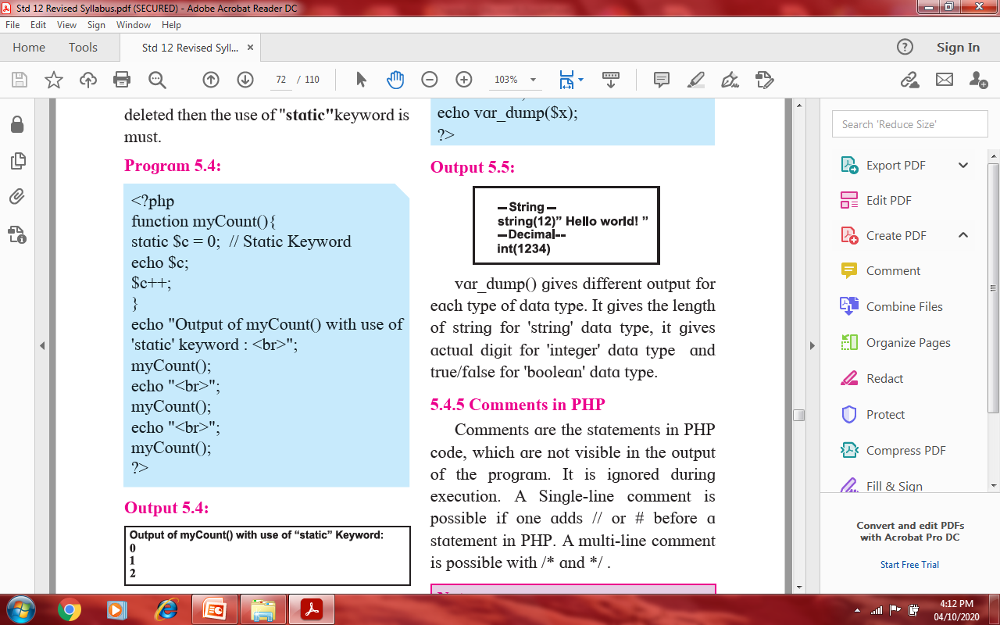 Std 12 Revised Syllabus.pdf (SECURED) - Adobe Acrobat Reader DC
File Edit View Sign Window Help
Home Tools Std 12 Revised Syll... × ? Sign In
72 / 110 103%
deleted then the use of "static"keyword is
must.
Program 5.4:
<?php
function myCount(){
static $c = 0; // Static Keyword
echo $c;
$c++;
}
echo "Output of myCount() with use of
'static' keyword : <br>";
myCount();
echo "<br>";
myCount();
echo "<br>";
myCount();
?>
Output 5.4:
Output of myCount() with use of “static” Keyword:
0
1
2
echo var_dump($x);
?>
Output 5.5:
—String—
string(12)” Hello world! ”
—Decimal--
int(1234)
var_dump() gives different output for
each type of data type. It gives the length
of string for 'string' data type, it gives
actual digit for 'integer' data type and
true/false for 'boolean' data type.
5.4.5 Comments in PHP
Comments are the statements in PHP
code, which are not visible in the output
of the program. It is ignored during
execution. A Single-line comment is
possible if one adds // or # before a
statement in PHP. A multi-line comment
is possible with /* and */ .
Search 'Reduce Size'
Export PDF
Edit PDF
Create PDF
Comment
Combine Files
Organize Pages
Redact
Protect
Compress PDF
Fill & Sign
Convert and edit PDFs
with Acrobat Pro DC
Start Free Trial
4:12 PM
04/10/2020